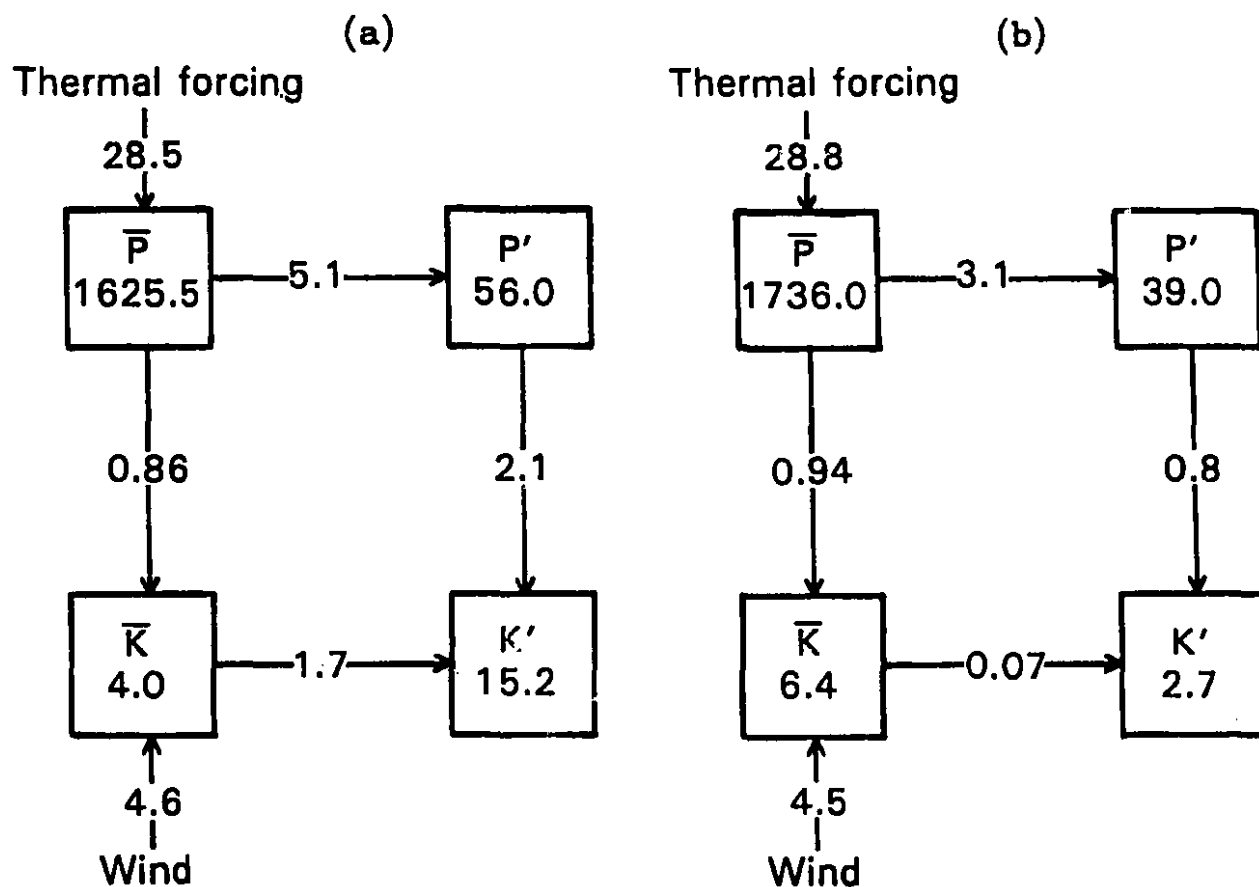 (a)
Thermal forcing
28.5
P̅
1625.5
5.1
P′
56.0
0.86
2.1
K̅
4.0
1.7
K′
15.2
4.6
Wind
(b)
Thermal forcing
28.8
P̅
1736.0
3.1
P′
39.0
0.94
0.8
K̅
6.4
0.07
K′
2.7
4.5
Wind